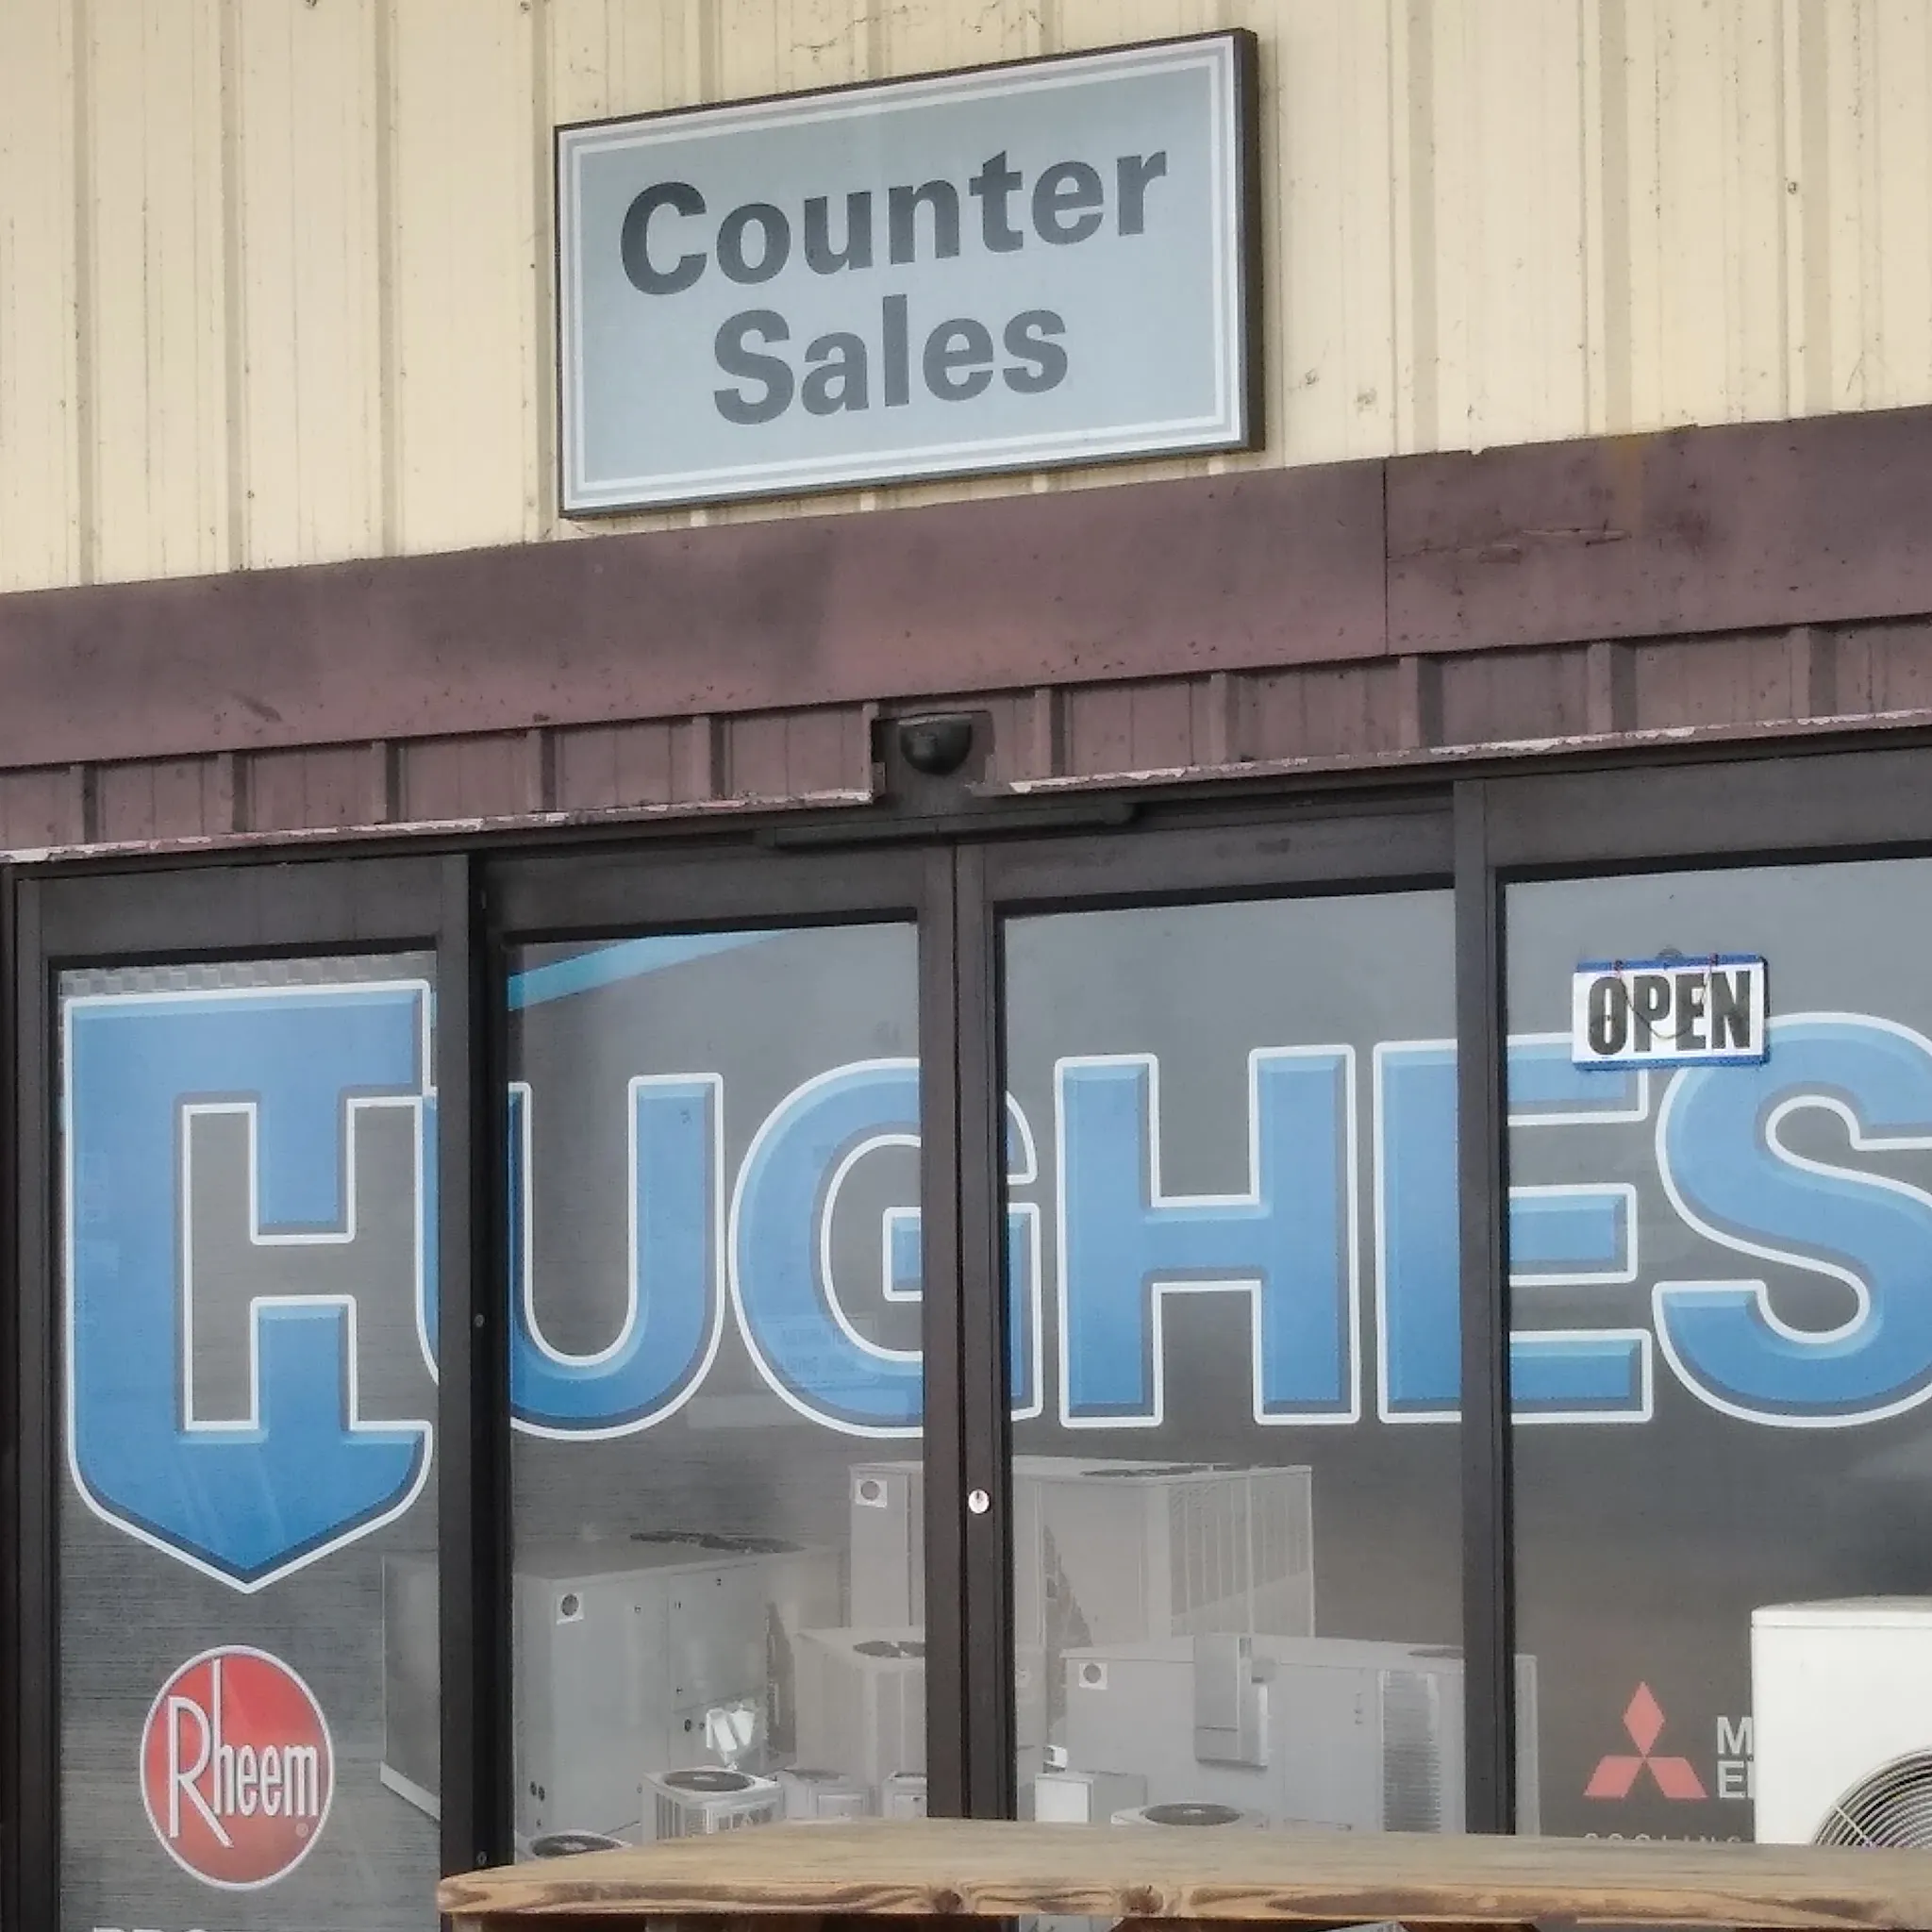 Counter
Sales
OPEN
HUGHES
Rheem